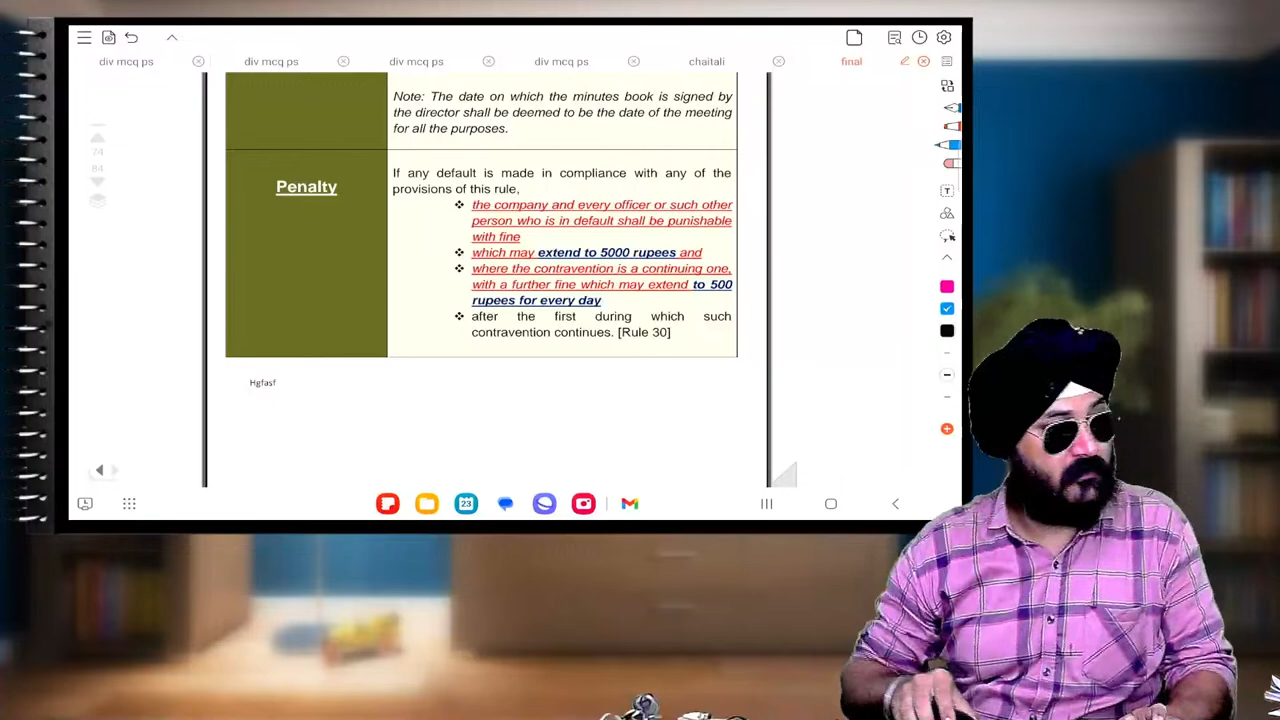 div mcq ps
div mcq ps
div mcq ps
div mcq ps
chaitali
final
Note: The date on which the minutes book is signed by
the director shall be deemed to be the date of the meeting
for all the purposes.
74
84
Penalty
If any default is made in compliance with any of the
provisions of this rule,
❖ the company and every officer or such other
person who is in default shall be punishable
with fine
❖ which may extend to 5000 rupees and
❖ where the contravention is a continuing one,
with a further fine which may extend to 500
rupees for every day
❖ after the first during which such
contravention continues. [Rule 30]
Hgfasf
T
23